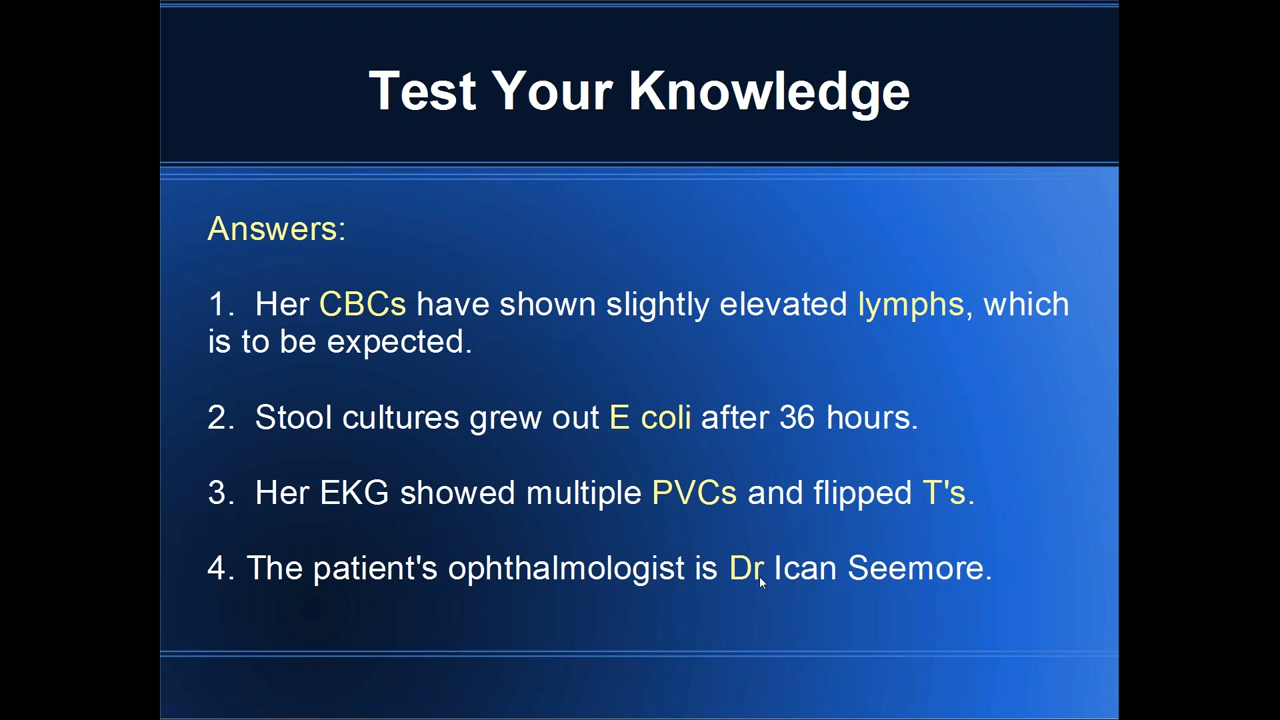 Test Your Knowledge
Answers:
1.  Her CBCs have shown slightly elevated lymphs, which
is to be expected.
2.  Stool cultures grew out E coli after 36 hours.
3.  Her EKG showed multiple PVCs and flipped T's.
4. The patient's ophthalmologist is Dr Ican Seemore.